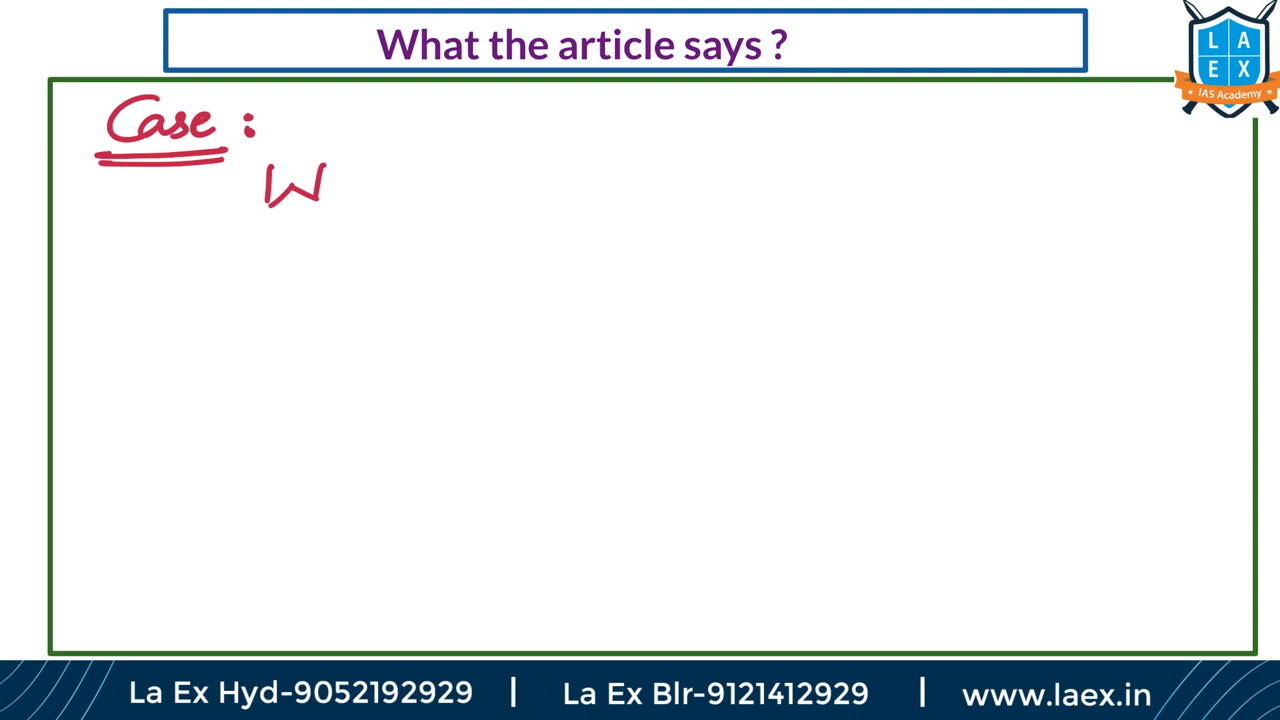 What the article says ?
L A
E X
IAS Academy
Case :
W
La Ex Hyd-9052192929 | La Ex Blr-9121412929 | www.laex.in